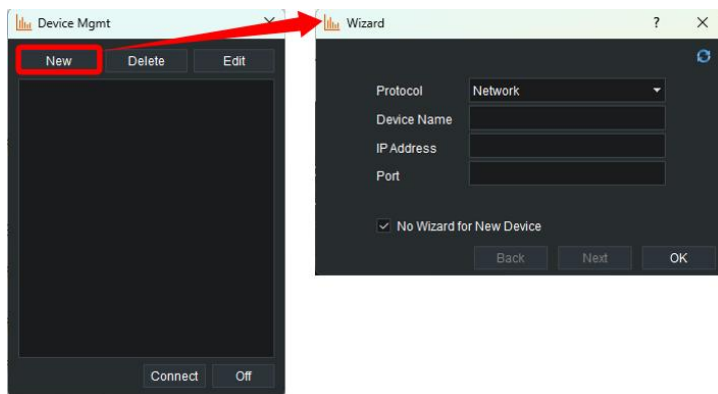 Device Mgmt
New Delete Edit
Connect Off
Wizard ?
Protocol Network
Device Name
IP Address
Port
No Wizard for New Device
Back Next OK